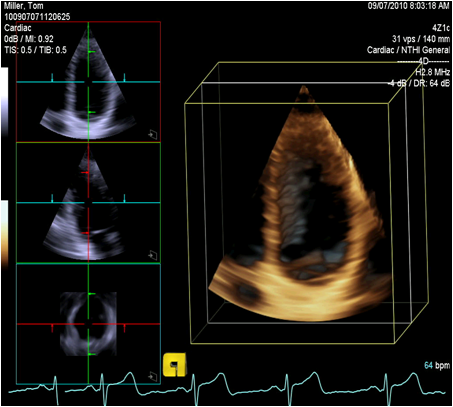 Miller, Tom
100907071120625
Cardiac
0dB / MI: 0.92
TIS: 0.5 / TIB: 0.5
09/07/2010 8:03:18 AM
4Z1c
31 vps / 140 mm
Cardiac / NTHI General
--------4D--------
H2.8 MHz
-4 dB / DR: 64 dB
64 bpm